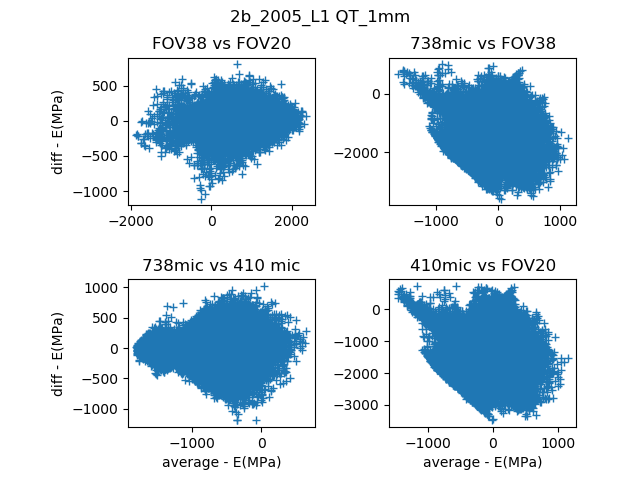 2b_2005_L1 QT_1mm
FOV38 vs FOV20
738mic vs FOV38
diff - E(MPa)
500
0
−500
−1000
−2000
0
2000
0
−2000
−1000
0
1000
738mic vs 410 mic
410mic vs FOV20
diff - E(MPa)
1000
500
0
−500
−1000
−1000
0
average - E(MPa)
0
−1000
−2000
−3000
−1000
0
1000
average - E(MPa)